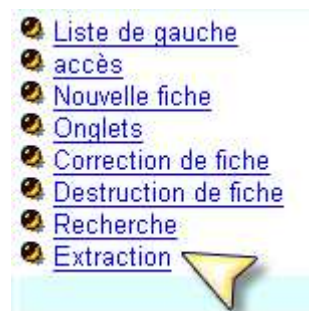 Liste de gauche
accès
Nouvelle fiche
Onglets
Correction de fiche
Destruction de fiche
Recherche
Extraction